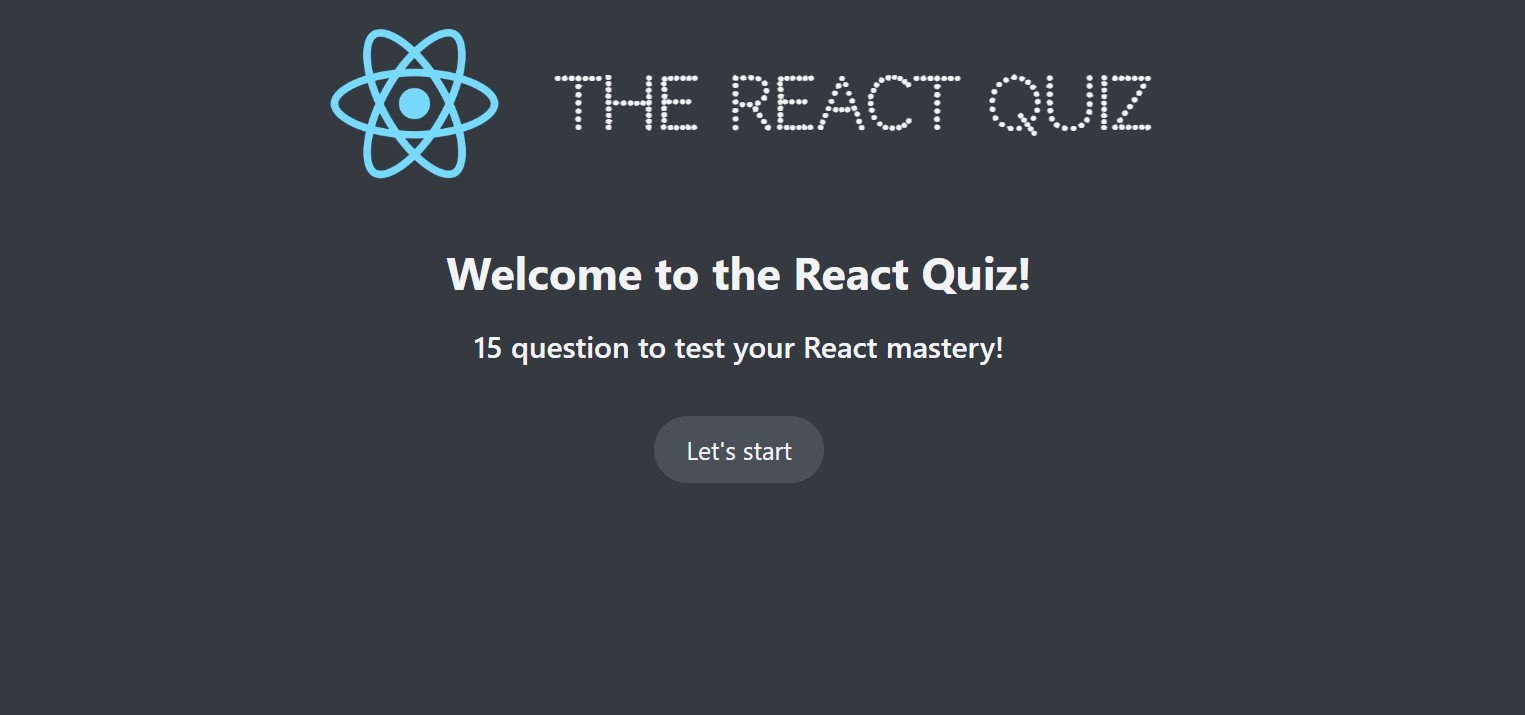 THE REACT QUIZ
Welcome to the React Quiz!
15 question to test your React mastery!
Let's start